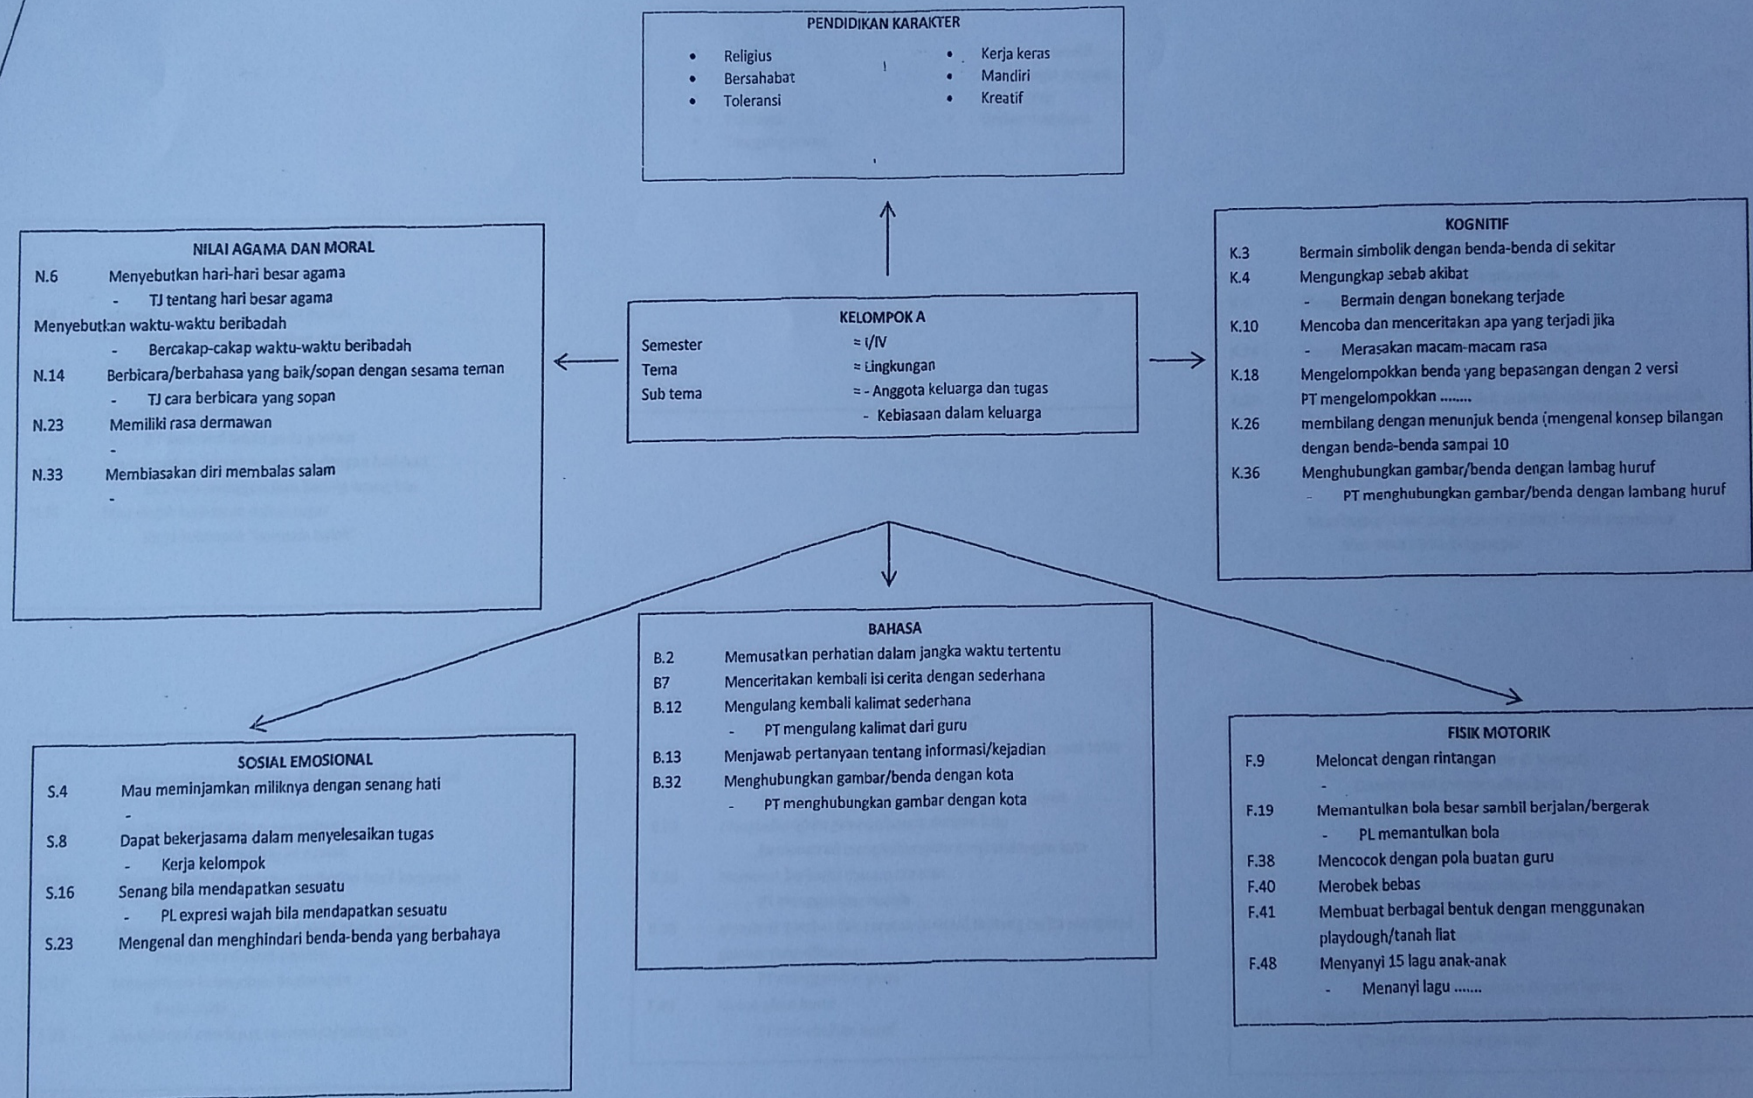 PENDIDIKAN KARAKTER
• Religius
• Bersahabat
• Toleransi
• Kerja keras
• Mandiri
• Kreatif
NILAI AGAMA DAN MORAL
N.6 Menyebutkan hari-hari besar agama
- TJ tentang hari besar agama
Menyebutkan waktu-waktu beribadah
- Bercakap-cakap waktu-waktu beribadah
N.14 Berbicara/berbahasa yang baik/sopan dengan sesama teman
- TJ cara berbicara yang sopan
N.23 Memiliki rasa dermawan
-
N.33 Membiasakan diri membalas salam
-
KELOMPOK A
Semester = I/IV
Tema = Lingkungan
Sub tema = - Anggota keluarga dan tugas
- Kebiasaan dalam keluarga
KOGNITIF
K.3 Bermain simbolik dengan benda-benda di sekitar
K.4 Mengungkap sebab akibat
- Bermain dengan bonekang terjade
K.10 Mencoba dan menceritakan apa yang terjadi jika
- Merasakan macam-macam rasa
K.18 Mengelompokkan benda yang bepasangan dengan 2 versi
PT mengelompokkan ........
K.26 membilang dengan menunjuk benda (mengenal konsep bilangan
dengan benda-benda sampai 10
K.36 Menghubungkan gambar/benda dengan lambag huruf
- PT menghubungkan gambar/benda dengan lambang huruf
SOSIAL EMOSIONAL
S.4 Mau meminjamkan miliknya dengan senang hati
-
S.8 Dapat bekerjasama dalam menyelesaikan tugas
- Kerja kelompok
S.16 Senang bila mendapatkan sesuatu
- PL expresi wajah bila mendapatkan sesuatu
S.23 Mengenal dan menghindari benda-benda yang berbahaya
BAHASA
B.2 Memusatkan perhatian dalam jangka waktu tertentu
B7 Menceritakan kembali isi cerita dengan sederhana
B.12 Mengulang kembali kalimat sederhana
- PT mengulang kalimat dari guru
B.13 Menjawab pertanyaan tentang informasi/kejadian
B.32 Menghubungkan gambar/benda dengan kota
- PT menghubungkan gambar dengan kota
FISIK MOTORIK
F.9 Meloncat dengan rintangan
-
F.19 Memantulkan bola besar sambil berjalan/bergerak
- PL memantulkan bola
F.38 Mencocok dengan pola buatan guru
F.40 Merobek bebas
F.41 Membuat berbagai bentuk dengan menggunakan
playdough/tanah liat
F.48 Menyanyi 15 lagu anak-anak
- Menanyi lagu .......